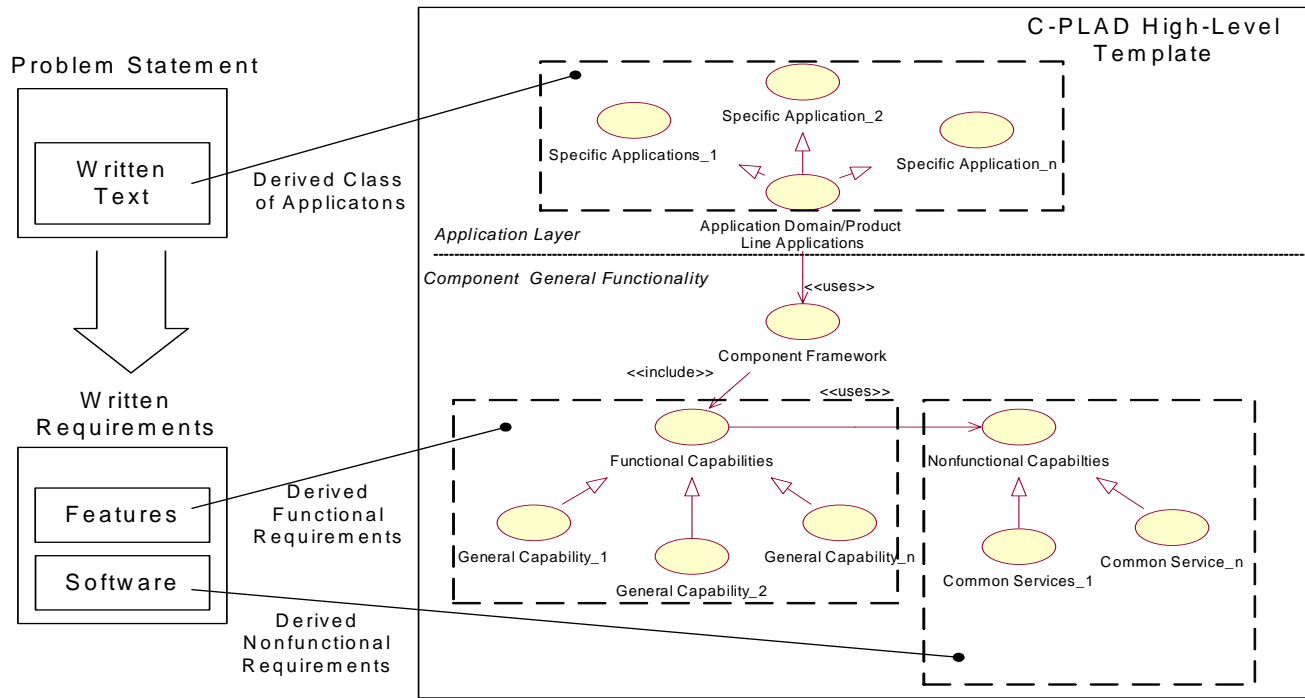 C-PLAD High-Level
Template
Problem Statement
Written
Text
Derived Class
of Applicatons
Specific Application_2
Specific Applications_1
Specific Application_n
Application Domain/Product
Line Applications
Application Layer
Component General Functionality
<<uses>>
Component Framework
<<include>>
<<uses>>
Written
Requirements
Features
Software
Derived
Functional
Requirements
Derived
Nonfunctional
Requirements
Functional Capabilities
Nonfunctional Capabilties
General Capability_1
General Capability_2
General Capability_n
Common Services_1
Common Service_n